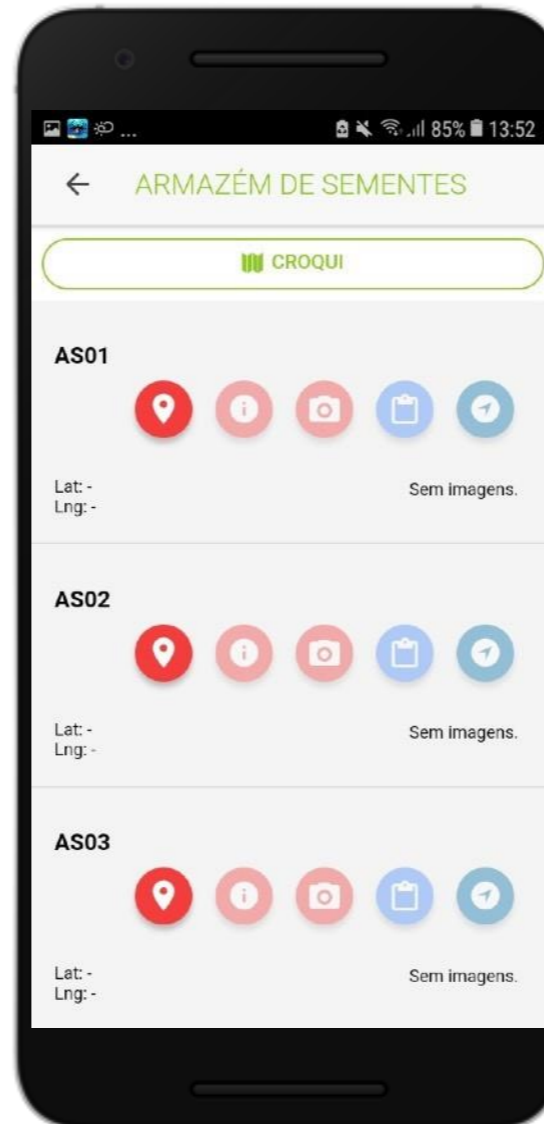 ... 85% 13:52
ARMAZÉM DE SEMENTES
CROQUI
AS01
Lat: -
Lng: -
Sem imagens.
AS02
Lat: -
Lng: -
Sem imagens.
AS03
Lat: -
Lng: -
Sem imagens.